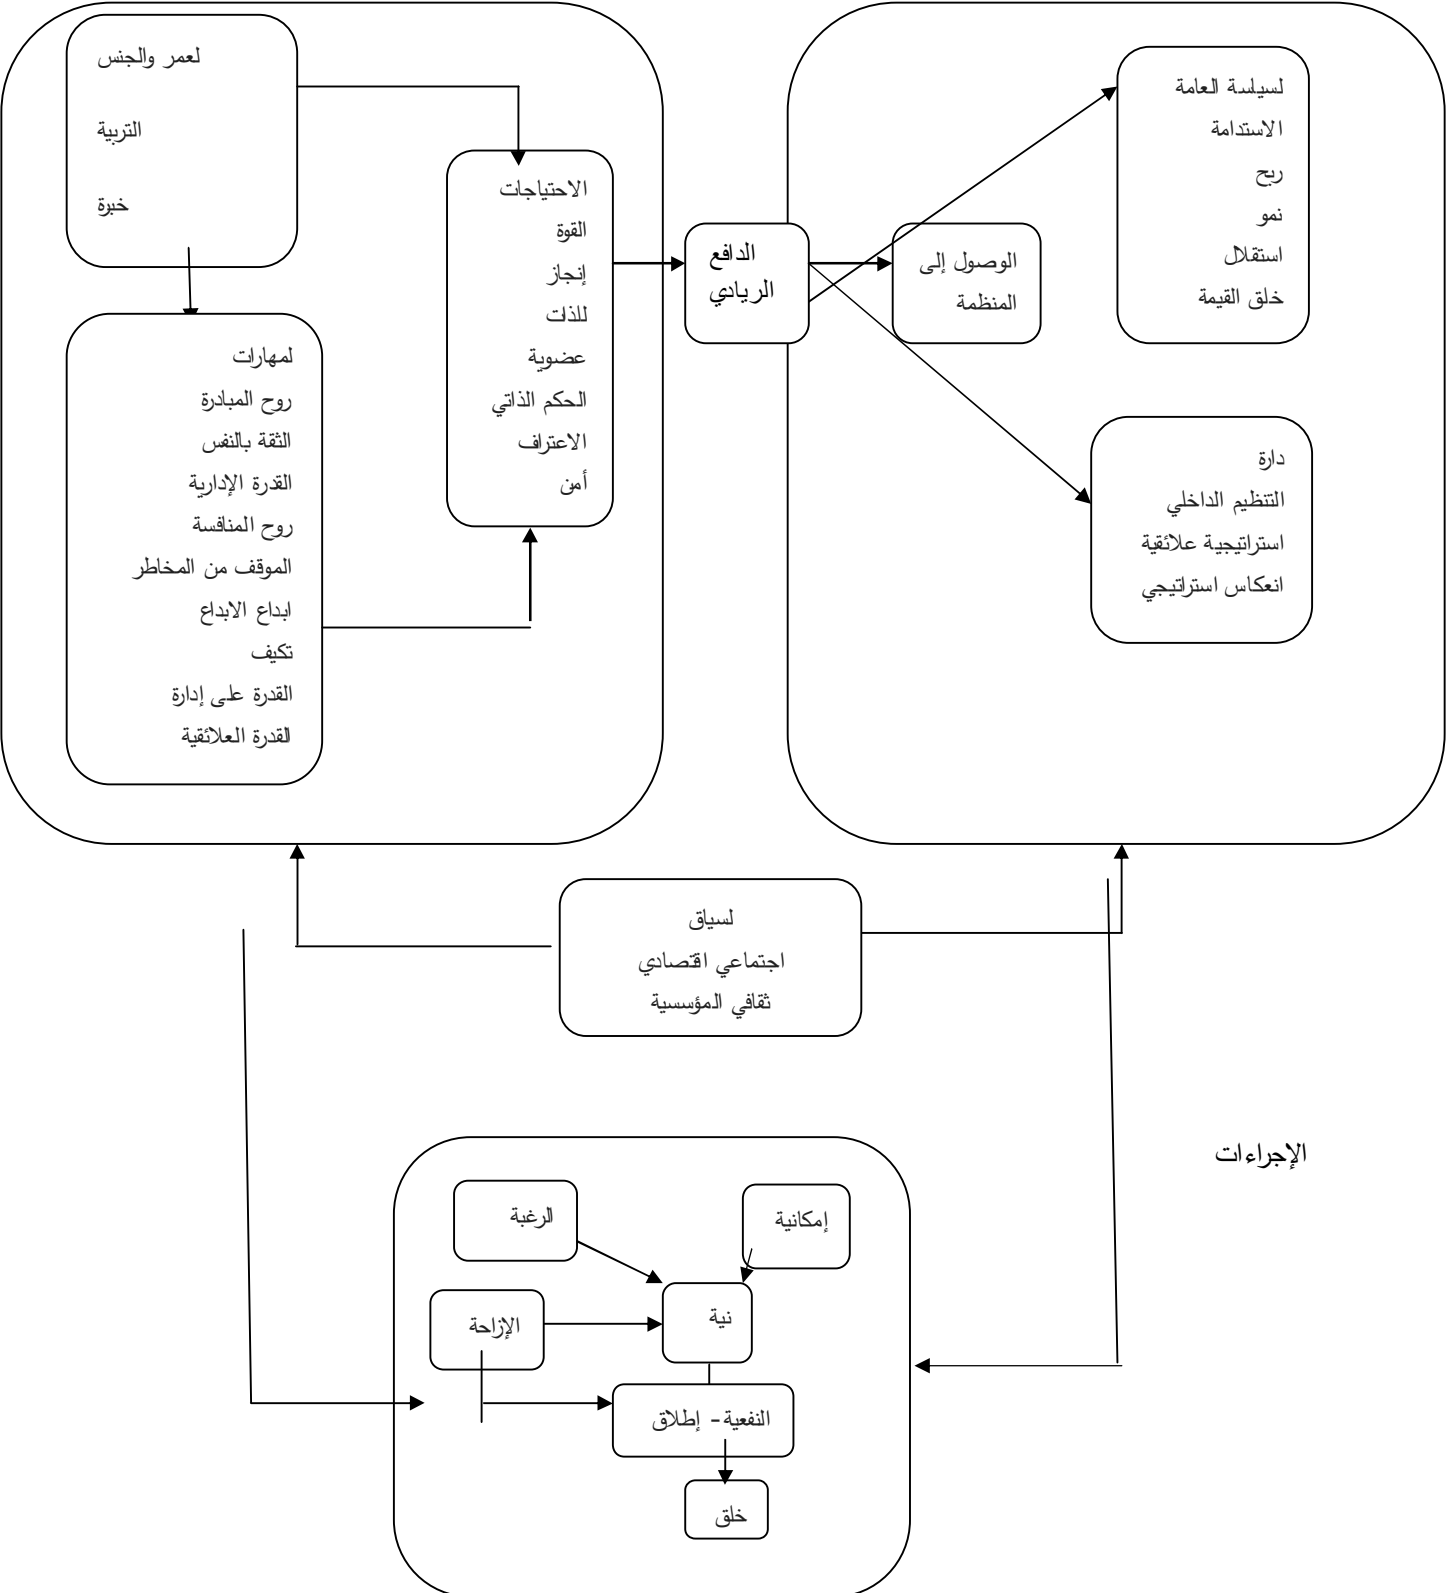 لعمر والجنس
التربية
خبرة
لمهارات
روح المبادرة
الثقة بالنفس
القدرة الإدارية
روح المنافسة
الموقف من المخاطر
ابداع الابداع
تكيف
القدرة على إدارة
القدرة العلائقية
الاحتياجات
القوة
إنجاز
للذات
عضوية
الحكم الذاتي
الاعتراف
أمن
الدافع
الريادي
الوصول إلى
المنظمة
لسياسة العامة
الاستدامة
ربح
نمو
استقلال
خلق القيمة
دارة
التنظيم الداخلي
استراتيجية علائقية
انعكاس استراتيجي
لسياق
اجتماعي اقتصادي
ثقافي المؤسسية
الإجراءات
الرغبة
إمكانية
الإزاحة
نية
النفعية- إطلاق
خلق